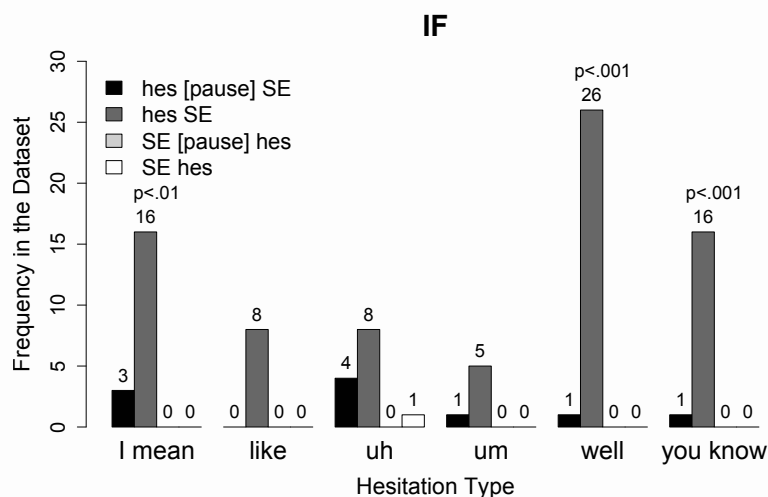 IF
Frequency in the Dataset
30
25
20
15
10
5
0
hes [pause] SE
hes SE
SE [pause] hes
SE hes
p<.01
p<.001
p<.001
3 16 0 0
0 8 0 0
4 8 0 1
1 5 0 0
1 26 0 0
1 16 0 0
I mean like uh um well you know
Hesitation Type